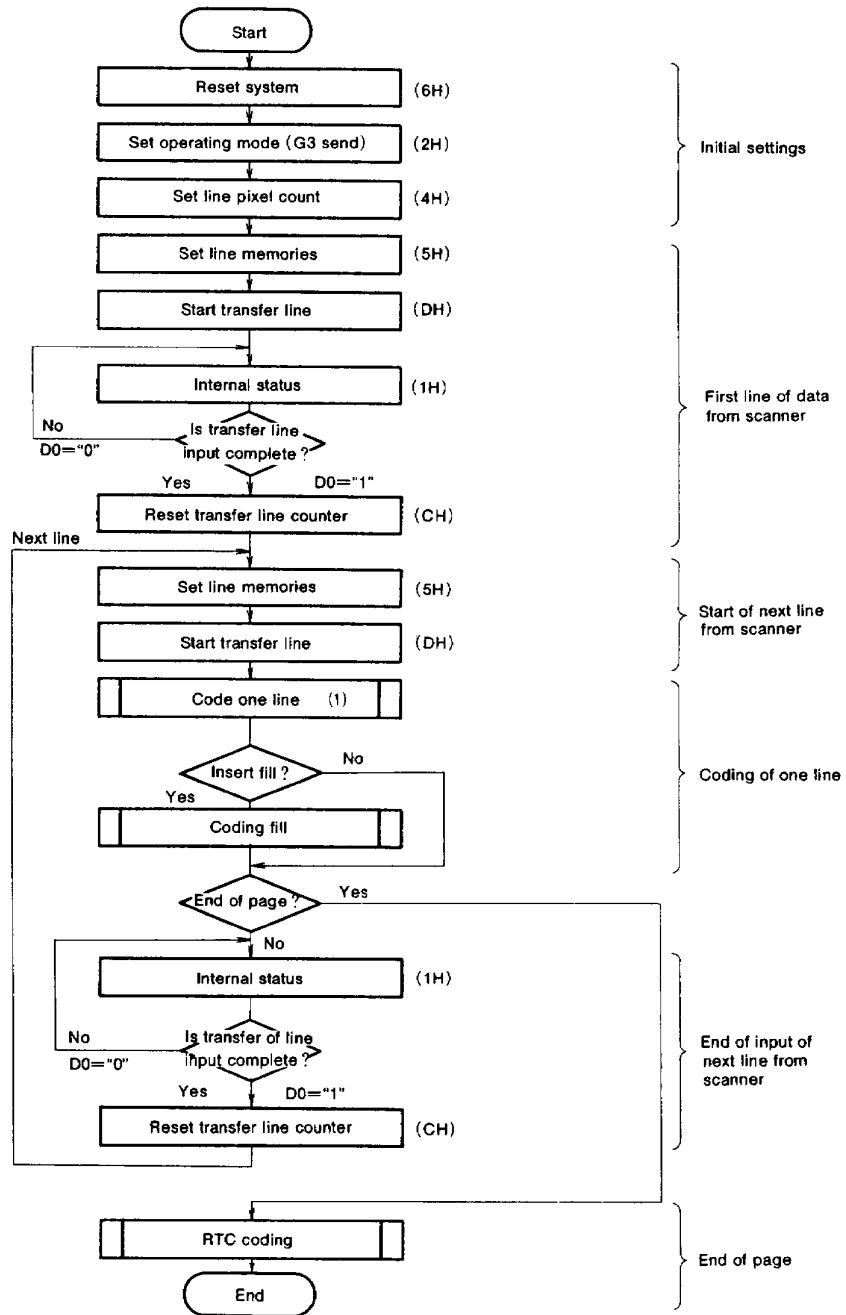 Start
Reset system (6H)
Set operating mode (G3 send) (2H)
Initial settings
Set line pixel count (4H)
Set line memories (5H)
Start transfer line (DH)
Internal status (1H)
First line of data
from scanner
No
D0="0"
Is transfer line
input complete?
Yes D0="1"
Reset transfer line counter (CH)
Next line
Set line memories (5H)
Start of next line
from scanner
Start transfer line (DH)
Code one line (1)
Insert fill?
No
Coding of one line
Yes
Coding fill
End of page?
Yes
No
Internal status (1H)
No
D0="0"
Is transfer of line
input complete?
End of input of
next line from
scanner
Yes D0="1"
Reset transfer line counter (CH)
RTC coding
End of page
End